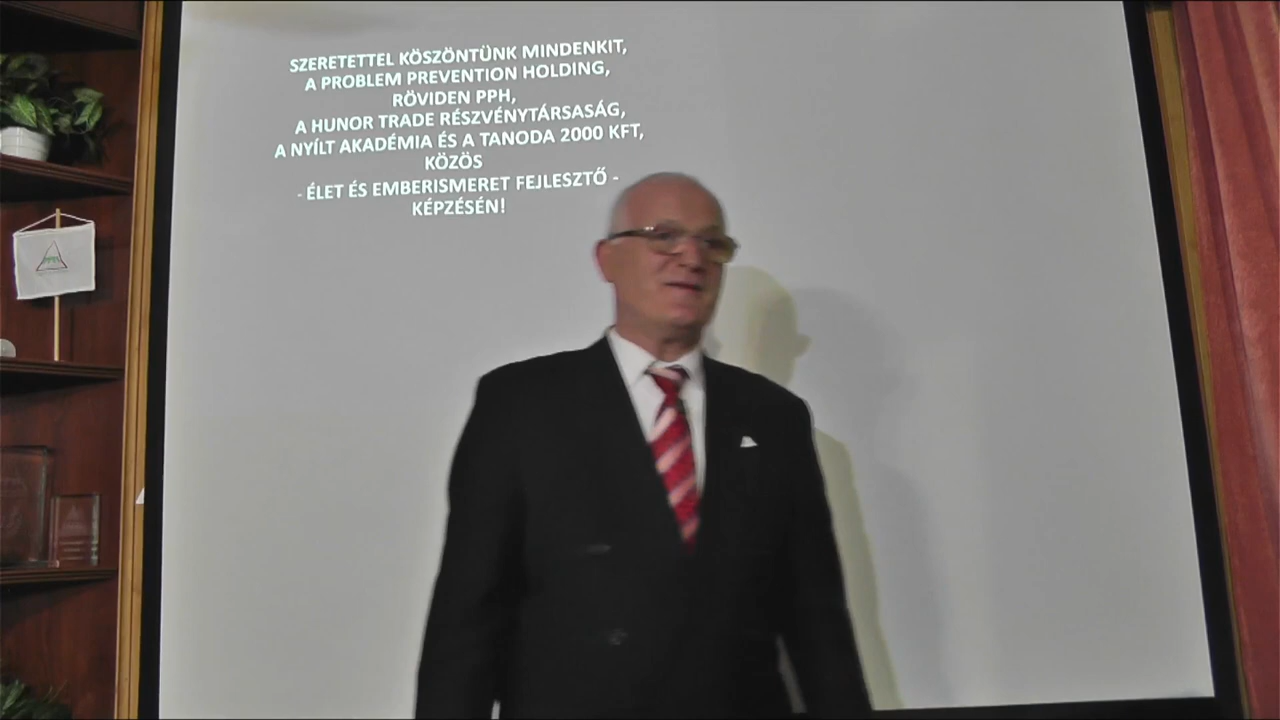 SZERETETTEL KÖSZÖNTÜNK MINDENKIT,
A PROBLEM PREVENTION HOLDING,
RÖVIDEN PPH,
A HUNOR TRADE RÉSZVÉNYTÁRSASÁG,
A NYÍLT AKADÉMIA ÉS A TANODA 2000 KFT,
KÖZÖS
- ÉLET ÉS EMBERISMERET FEJLESZTŐ -
KÉPZÉSÉN!